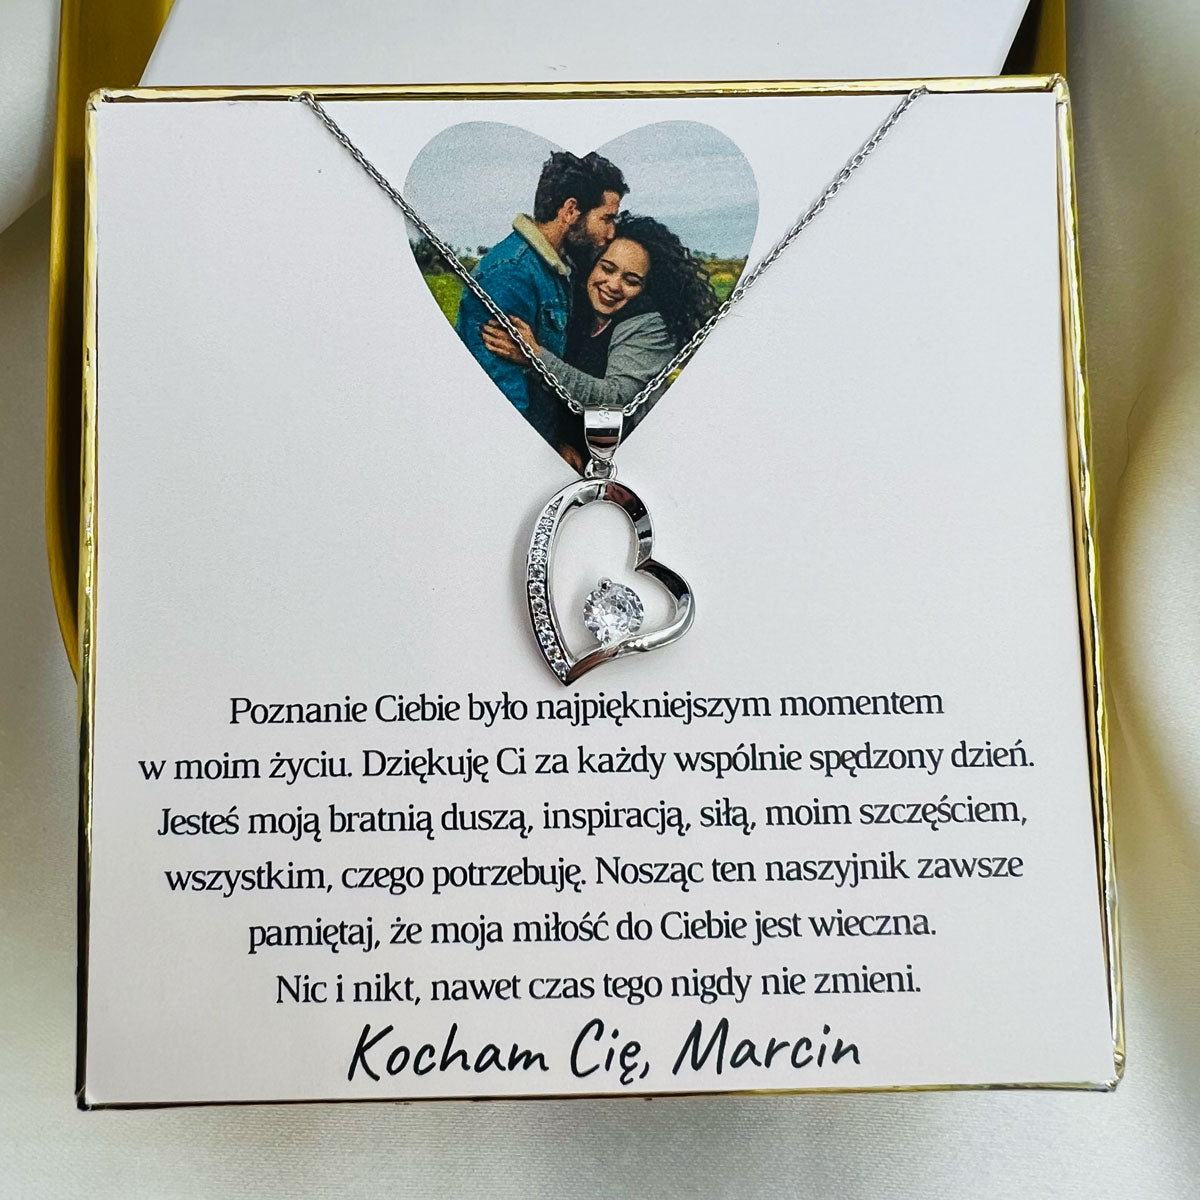 Poznanie Ciebie było najpiękniejszym momentem
w moim życiu. Dziękuję Ci za każdy wspólnie spędzony dzień.
Jesteś moją bratnią duszą, inspiracją, siłą, moim szczęściem,
wszystkim, czego potrzebuję. Nosząc ten naszyjnik zawsze
pamiętaj, że moja miłość do Ciebie jest wieczna.
Nic i nikt, nawet czas tego nigdy nie zmieni.
Kocham Cię, Marcin